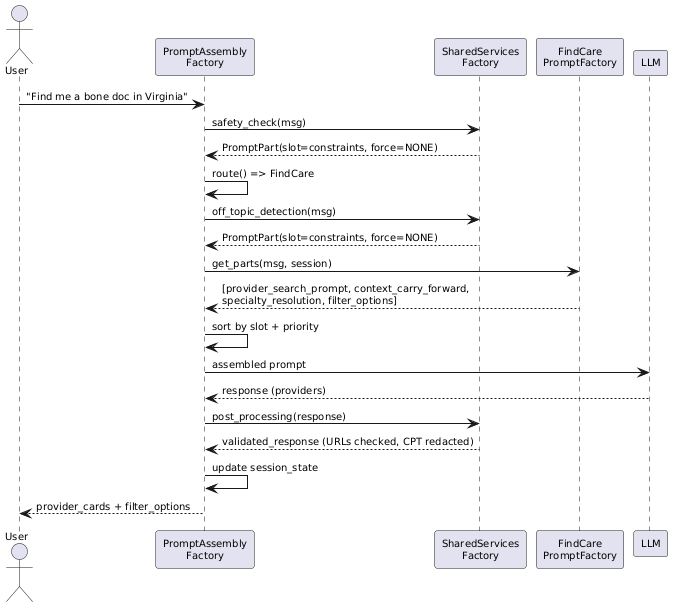 User
PromptAssembly
Factory
SharedServices
Factory
FindCare
PromptFactory
LLM
"Find me a bone doc in Virginia"
safety_check(msg)
PromptPart(slot=constraints, force=NONE)
route() => FindCare
off_topic_detection(msg)
PromptPart(slot=constraints, force=NONE)
get_parts(msg, session)
[provider_search_prompt, context_carry_forward,
specialty_resolution, filter_options]
sort by slot + priority
assembled prompt
response (providers)
post_processing(response)
validated_response (URLs checked, CPT redacted)
update session_state
provider_cards + filter_options
User
PromptAssembly
Factory
SharedServices
Factory
FindCare
PromptFactory
LLM